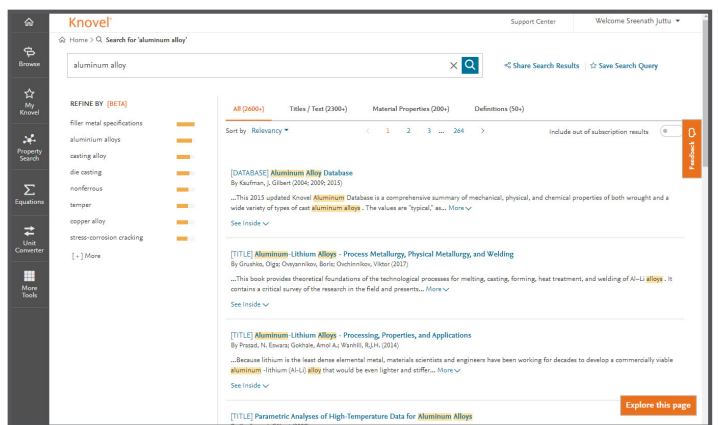 Knovel
Support Center
Welcome Sreenath Juttu
Home > Search for 'aluminum alloy'
Browse
My Knovel
Property Search
Equations
Unit Converter
More Tools
aluminum alloy
Share Search Results
Save Search Query
REFINE BY [BETA]
filler metal specifications
aluminium alloys
casting alloy
die casting
nonferrous
temper
copper alloy
stress-corrosion cracking
[+] More
All (2600+)
Titles / Text (2300+)
Material Properties (200+)
Definitions (50+)
Sort by Relevancy
< 1 2 3 ... 264 >
Include out of subscription results
Feedback
[DATABASE] Aluminum Alloy Database
By Kaufman, J. Gilbert (2004; 2009; 2015)
...This 2015 updated Knovel Aluminum Database is a comprehensive summary of mechanical, physical, and chemical properties of both wrought and a
wide variety of types of cast aluminum alloys . The values are "typical," as... More
See Inside
[TITLE] Aluminum-Lithium Alloys - Process Metallurgy, Physical Metallurgy, and Welding
By Grushko, Olga; Ovsyannikov, Boris; Ovchinnikov, Viktor (2017)
...This book provides theoretical foundations of the technological processes for melting, casting, forming, heat treatment, and welding of Al–Li alloys . It
contains a critical survey of the research in the field and presents... More
See Inside
[TITLE] Aluminum-Lithium Alloys - Processing, Properties, and Applications
By Prasad, N. Eswara; Gokhale, Amol A.; Wanhill, R.J.H. (2014)
...Because lithium is the least dense elemental metal, materials scientists and engineers have been working for decades to develop a commercially viable
aluminum -lithium (Al-Li) alloy that would be even lighter and stiffer... More
See Inside
Explore this page
[TITLE] Parametric Analyses of High-Temperature Data for Aluminum Alloys